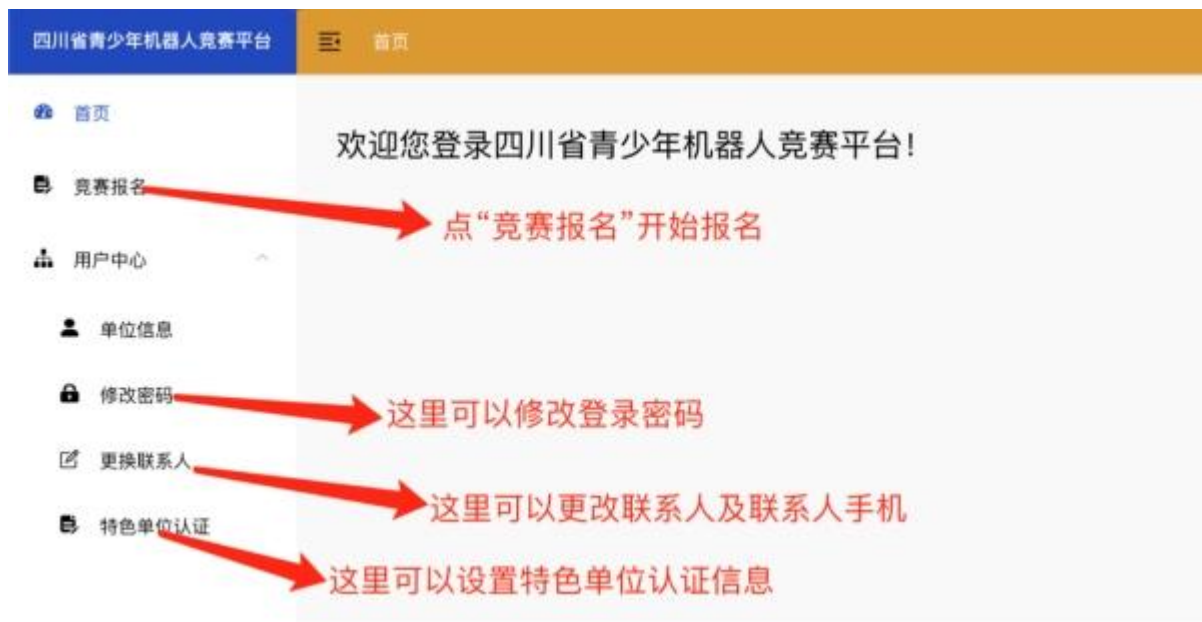 四川省青少年机器人竞赛平台
首页
首页
欢迎您登录四川省青少年机器人竞赛平台！
竞赛报名
点“竞赛报名”开始报名
用户中心
单位信息
修改密码
这里可以修改登录密码
更换联系人
这里可以更改联系人及联系人手机
特色单位认证
这里可以设置特色单位认证信息